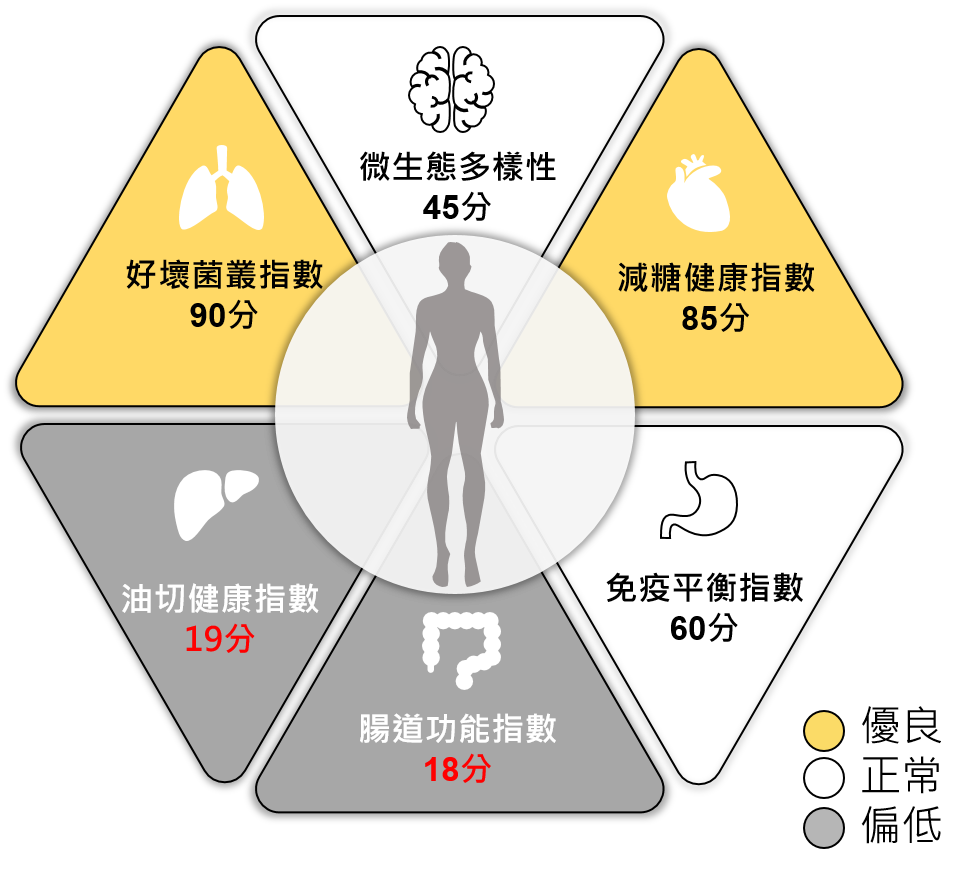 微生態多樣性
45分
好壞菌叢指數
90分
減糖健康指數
85分
油切健康指數
19分
免疫平衡指數
60分
腸道功能指數
18分
優良
正常
偏低